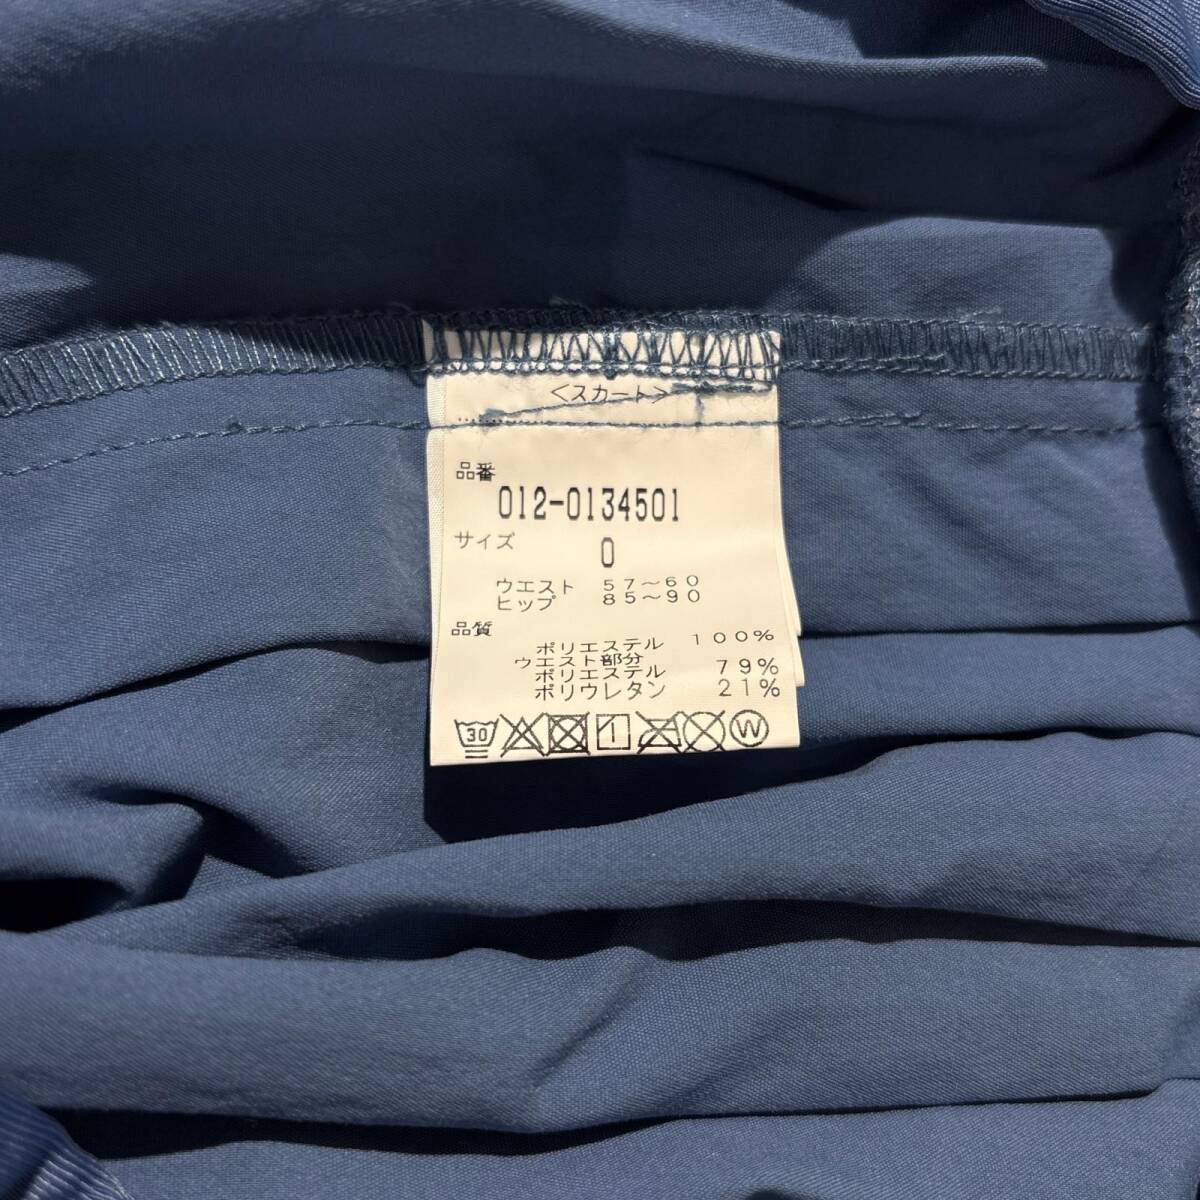 <スカート>
品番
012-0134501
サイズ 0
ウエスト 57~60
ヒップ 85~90
品質
ポリエステル 100%
ウエスト部分
ポリエステル 79%
ポリウレタン 21%
30 W